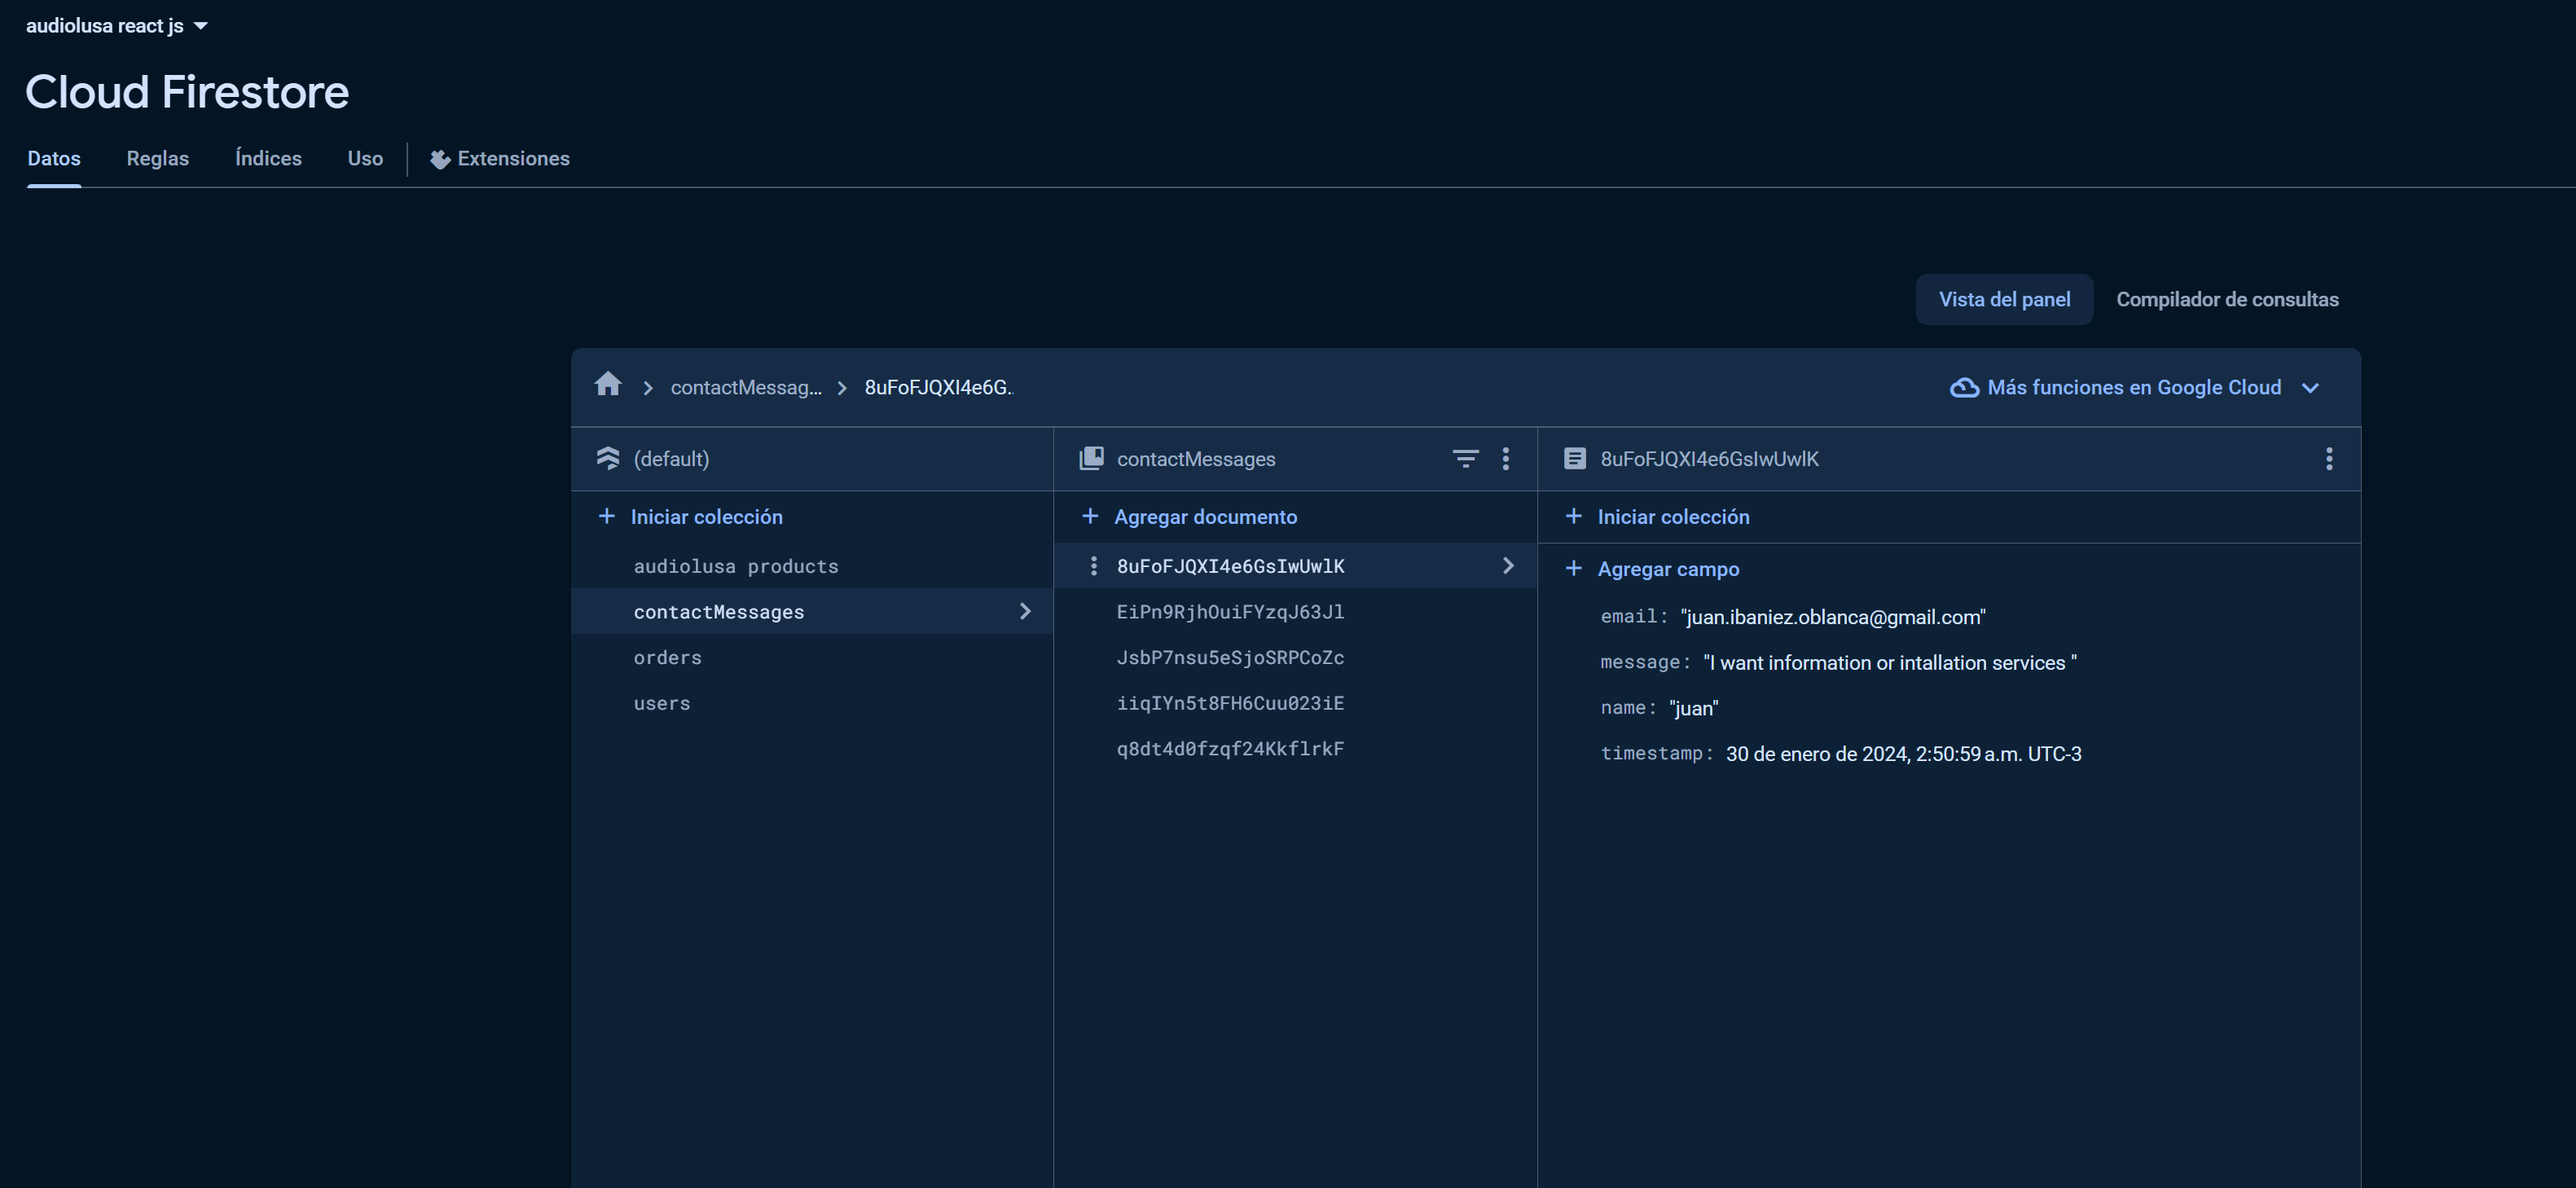 audiolusa react js
Cloud Firestore
Datos Reglas Índices Uso Extensiones
Vista del panel Compilador de consultas
contactMessag... 8uFoFJQXI4e6G.. Más funciones en Google Cloud
(default) contactMessages 8uFoFJQXI4e6GsIwUwlK
+ Iniciar colección + Agregar documento + Iniciar colección
audiolusa products
contactMessages
orders
users
8uFoFJQXI4e6GsIwUwlK
EiPn9RjhOuiFYzqJ63Jl
JsbP7nsu5eSjoSRPCoZc
iiqIYn5t8FH6Cuu023iE
q8dt4d0fzqf24KkflrkF
+ Agregar campo
email: "juan.ibaniez.oblanca@gmail.com"
message: "I want information or intallation services "
name: "juan"
timestamp: 30 de enero de 2024, 2:50:59 a.m. UTC-3